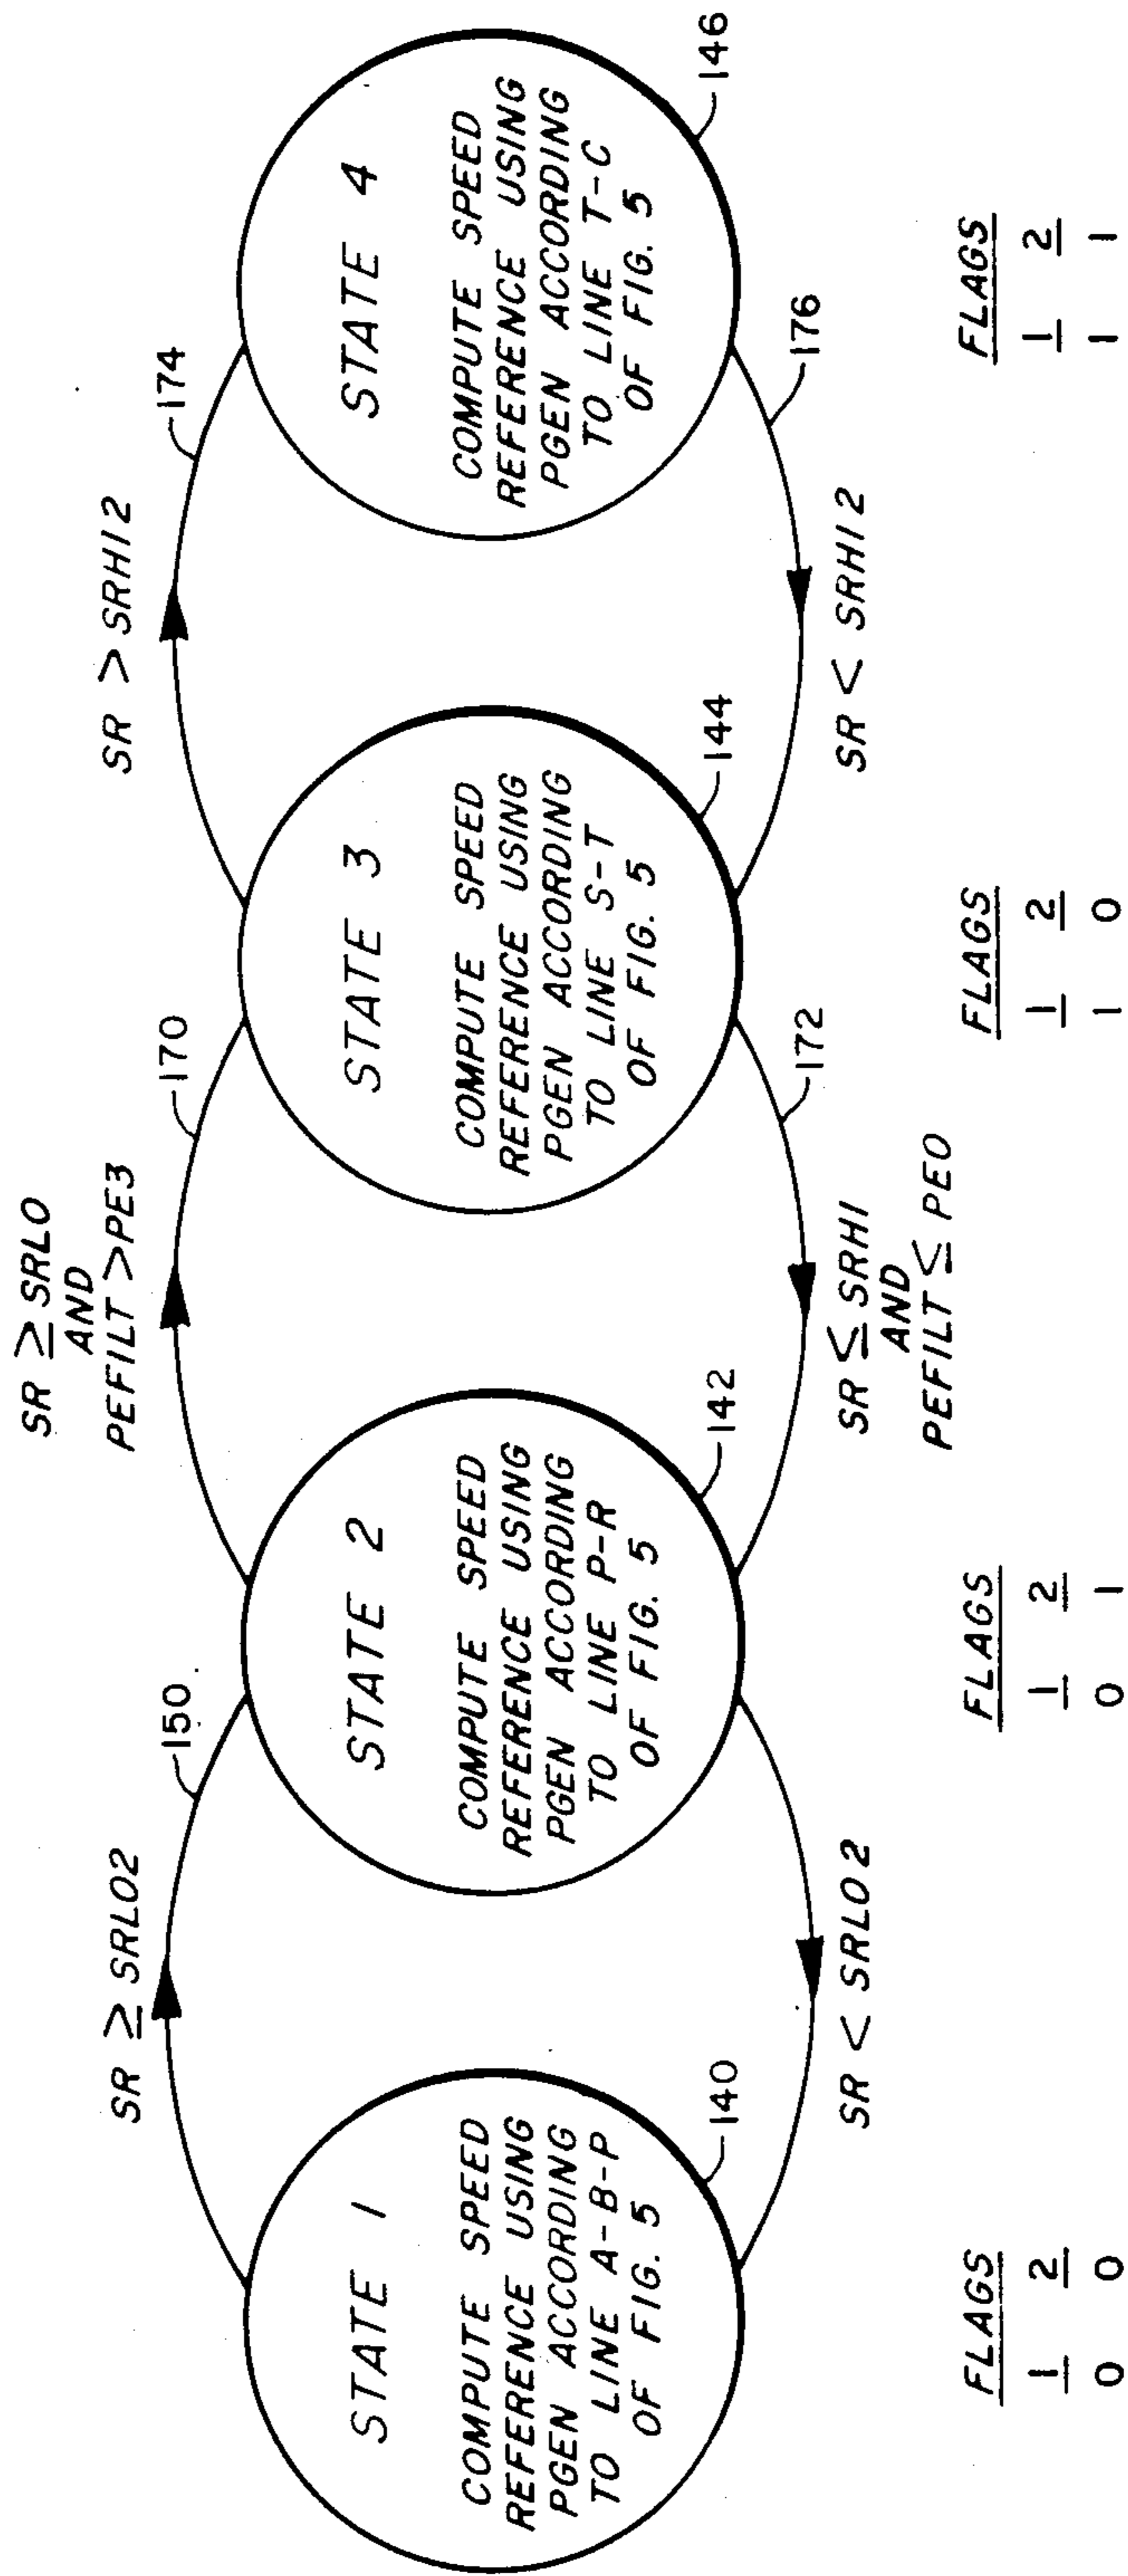 SR ≥ SRLO2
150
SR ≥ SRLO
AND
PEFILT > PE3
170
SR > SRHI2
174
STATE 1
COMPUTE SPEED
REFERENCE USING
PGEN ACCORDING
TO LINE A-B-P
OF FIG. 5
140
STATE 2
COMPUTE SPEED
REFERENCE USING
PGEN ACCORDING
TO LINE P-R
OF FIG. 5
142
STATE 3
COMPUTE SPEED
REFERENCE USING
PGEN ACCORDING
TO LINE S-T
OF FIG. 5
144
STATE 4
COMPUTE SPEED
REFERENCE USING
PGEN ACCORDING
TO LINE T-C
OF FIG. 5
146
SR < SRLO2
SR ≤ SRHI
AND
PEFILT ≤ PEO
172
SR < SRHI2
176
FLAGS
1 2
0 0
FLAGS
1 2
0 1
FLAGS
1 2
1 0
FLAGS
1 2
1 1